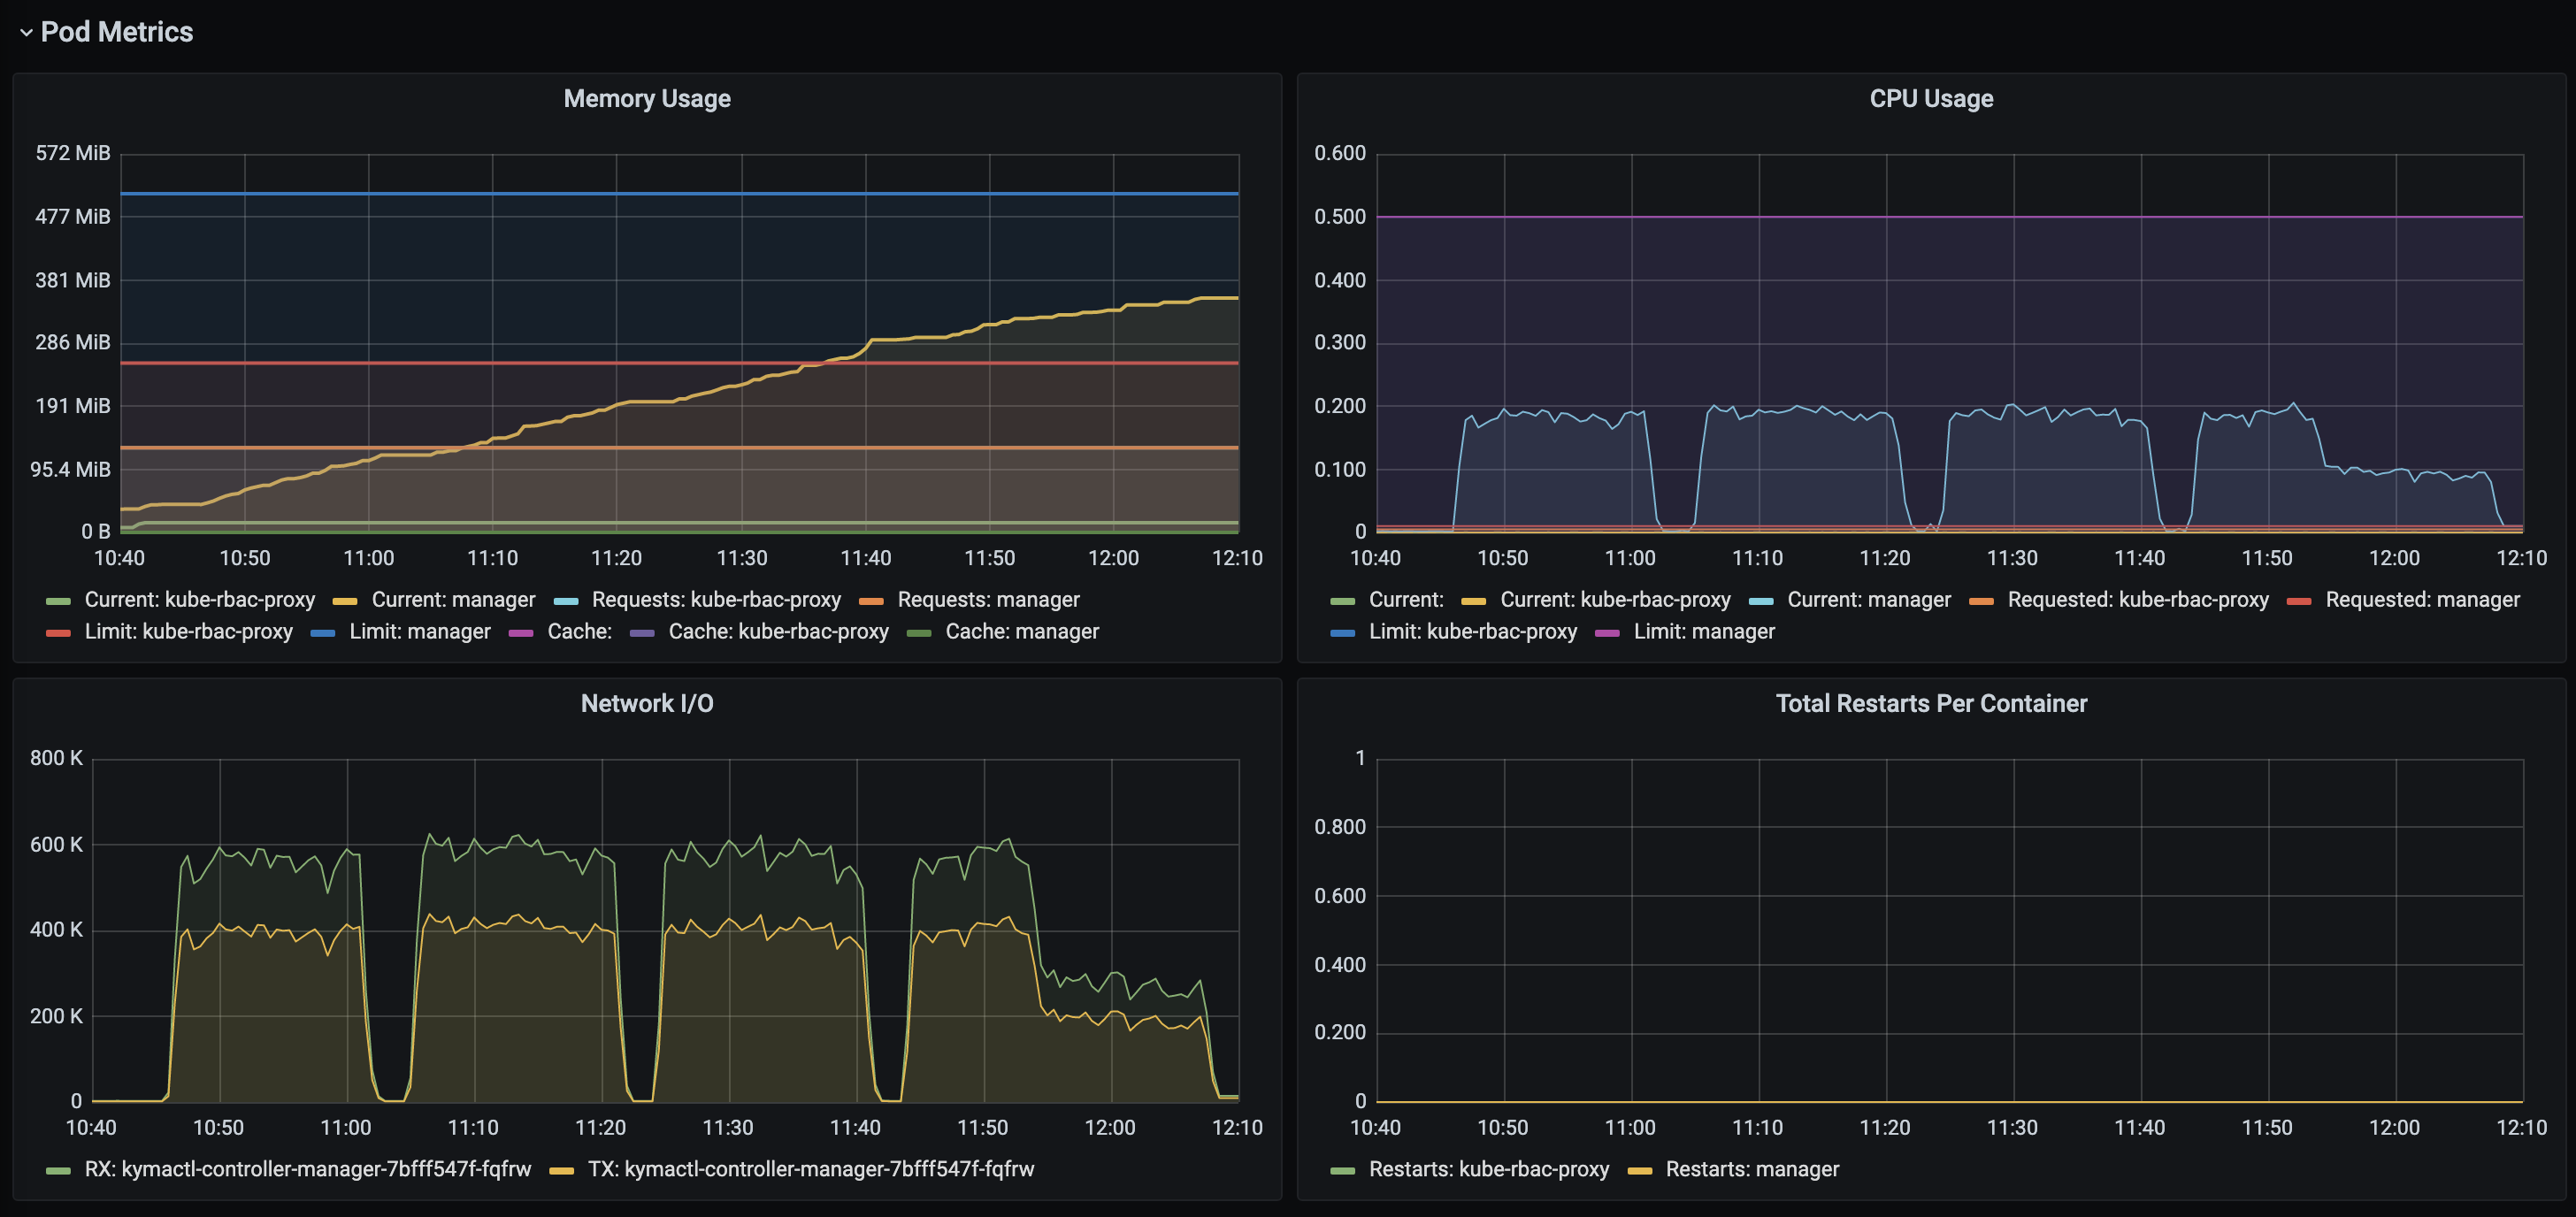 Pod Metrics
Memory Usage
572 MiB
477 MiB
381 MiB
286 MiB
191 MiB
95.4 MiB
0 B
10:40 10:50 11:00 11:10 11:20 11:30 11:40 11:50 12:00 12:10
Current: kube-rbac-proxy Current: manager Requests: kube-rbac-proxy Requests: manager
Limit: kube-rbac-proxy Limit: manager Cache: Cache: kube-rbac-proxy Cache: manager
CPU Usage
0.600
0.500
0.400
0.300
0.200
0.100
0
10:40 10:50 11:00 11:10 11:20 11:30 11:40 11:50 12:00 12:10
Current: Current: kube-rbac-proxy Current: manager Requested: kube-rbac-proxy Requested: manager
Limit: kube-rbac-proxy Limit: manager
Network I/O
800 K
600 K
400 K
200 K
0
10:40 10:50 11:00 11:10 11:20 11:30 11:40 11:50 12:00 12:10
RX: kymactl-controller-manager-7bfff547f-fqfrw TX: kymactl-controller-manager-7bfff547f-fqfrw
Total Restarts Per Container
1
0.800
0.600
0.400
0.200
0
10:40 10:50 11:00 11:10 11:20 11:30 11:40 11:50 12:00 12:10
Restarts: kube-rbac-proxy Restarts: manager